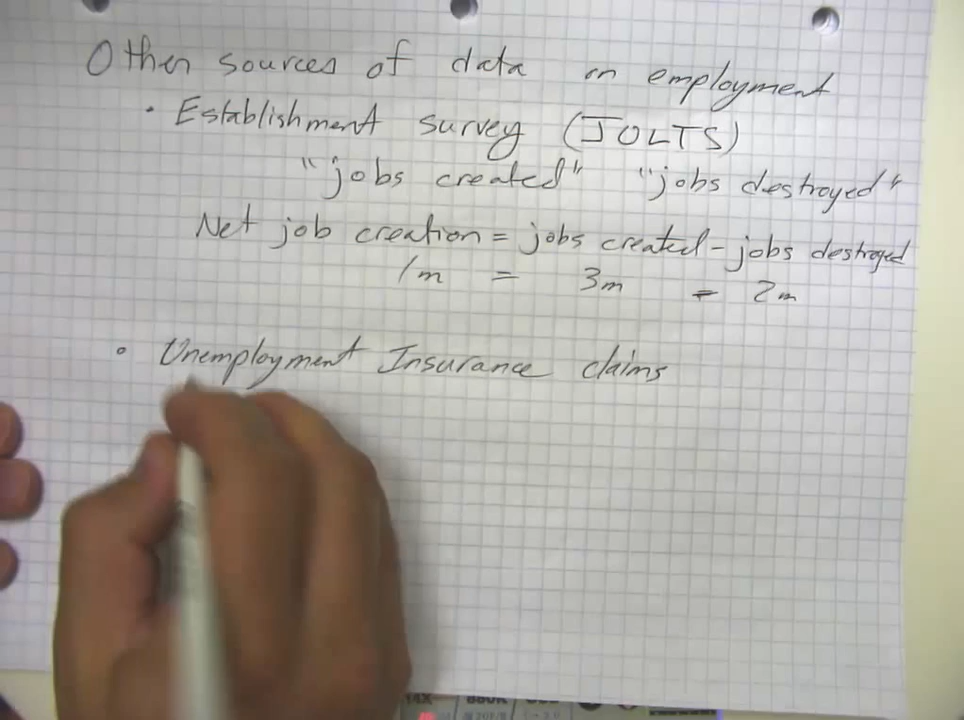 Other sources of data on employment
• Establishment survey (JOLTS)
"jobs created" "jobs destroyed"
Net job creation = jobs created - jobs destroyed
1m = 3m - 2m
• Unemployment Insurance claims